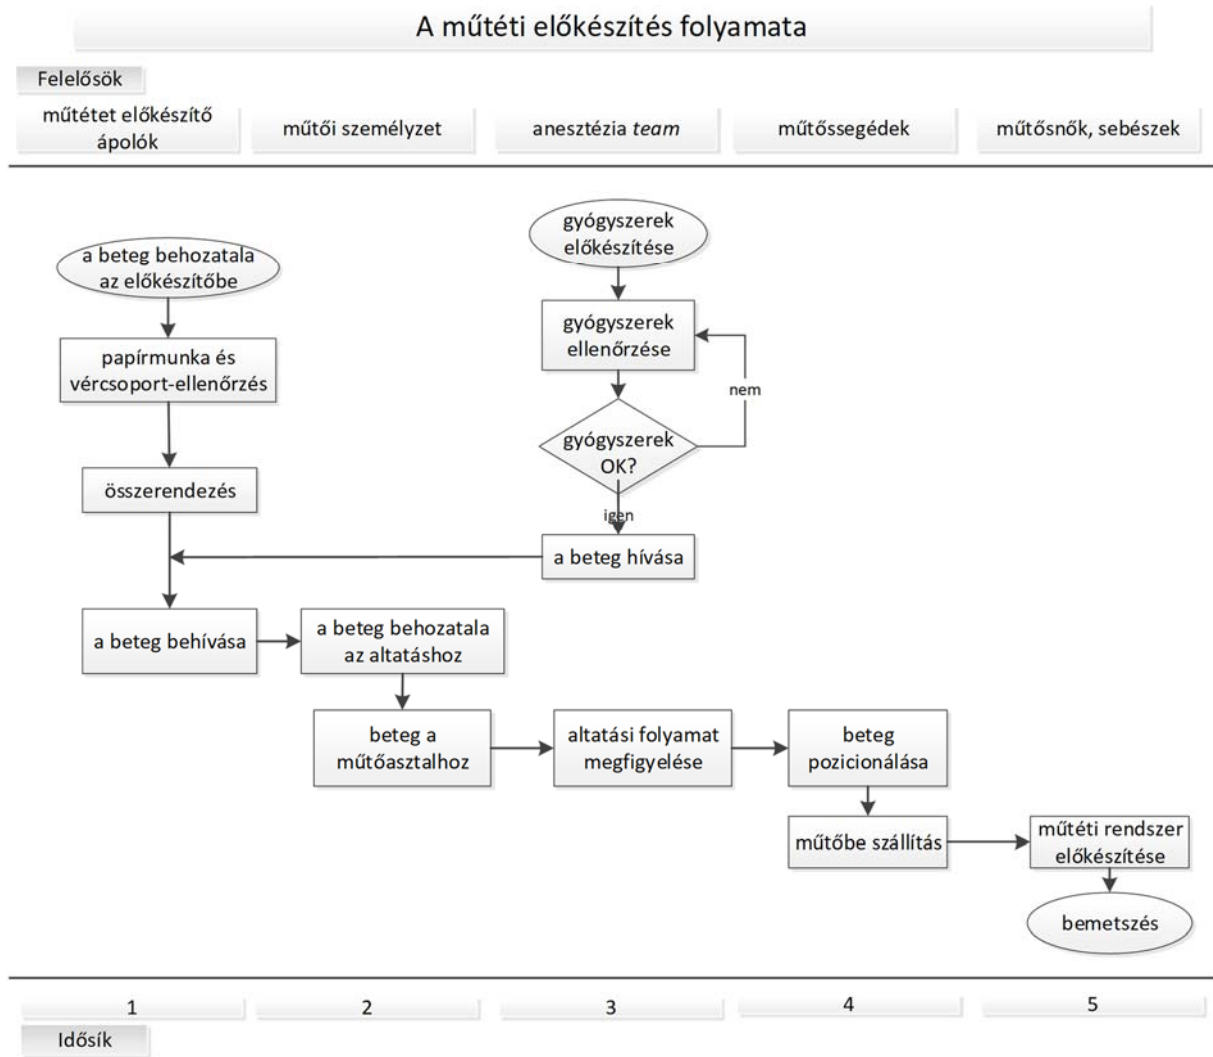 A műtéti előkészítés folyamata
Felelősök
műtétet előkészítő
ápolók
műtői személyzet
anesztézia team
műtőssegédek
műtősnők, sebészek
gyógyszerek
előkészítése
a beteg behozatala
az előkészítőbe
gyógyszerek
ellenőrzése
papírmunka és
vércsoport-ellenőrzés
nem
gyógyszerek
OK?
összerendezés
igen
a beteg hívása
a beteg behívása
a beteg behozatala
az altatáshoz
beteg a
műtőasztalhoz
altatási folyamat
megfigyelése
beteg
pozicionálása
műtőbe szállítás
műtéti rendszer
előkészítése
bemetszés
1
2
3
4
5
Idősík